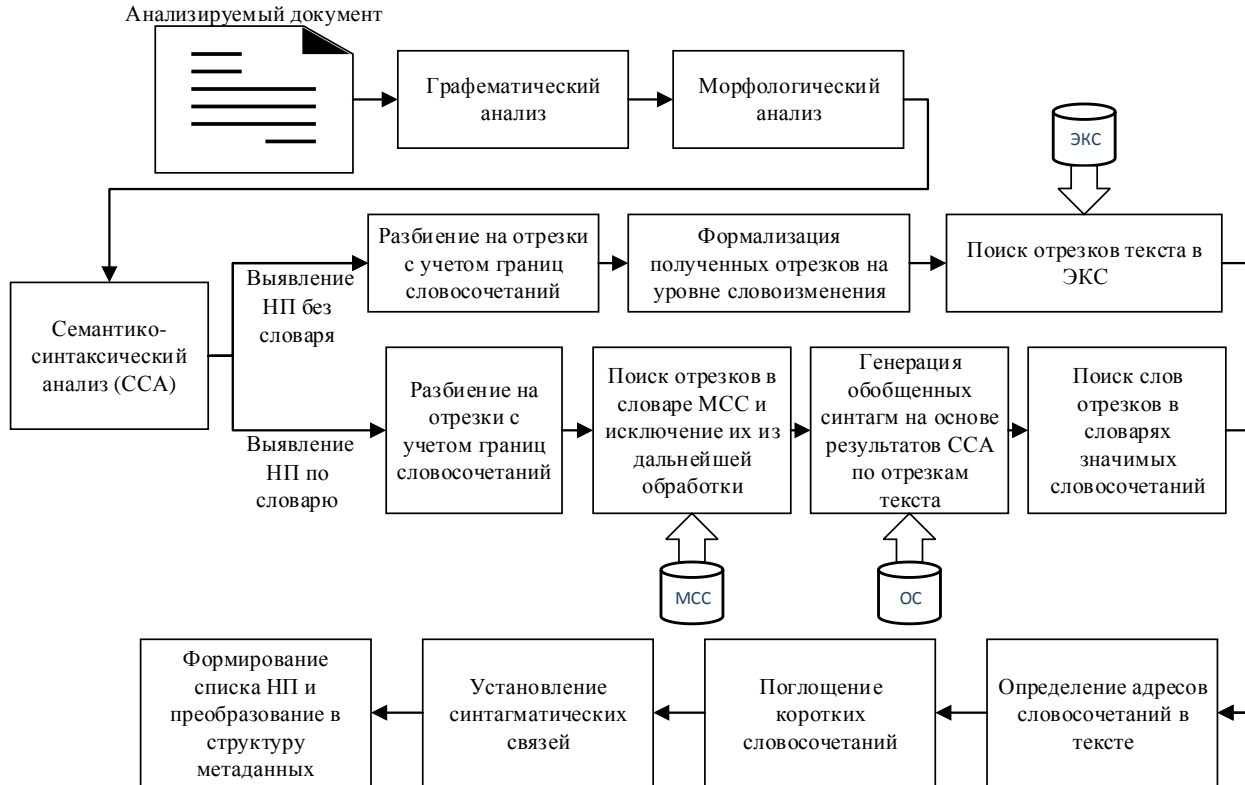 Анализируемый документ
Графематический
анализ
Морфологический
анализ
ЭКС
Семантико-
синтаксический
анализ (ССА)
Выявление
НП без
словаря
Разбиение на отрезки
с учетом границ
словосочетаний
Формализация
полученных отрезков на
уровне словоизменения
Поиск отрезков текста в
ЭКС
Выявление
НП по
словарю
Разбиение на
отрезки с
учетом границ
словосочетаний
Поиск отрезков в
словаре МСС и
исключение их из
дальнейшей
обработки
Генерация
обобщенных
синтагм на основе
результатов ССА
по отрезкам
текста
Поиск слов
отрезков в
словарях
значимых
словосочетаний
МСС
ОС
Определение адресов
словосочетаний в
тексте
Поглощение
коротких
словосочетаний
Установление
синтагматических
связей
Формирование
списка НП и
преобразование в
структуру
метаданных